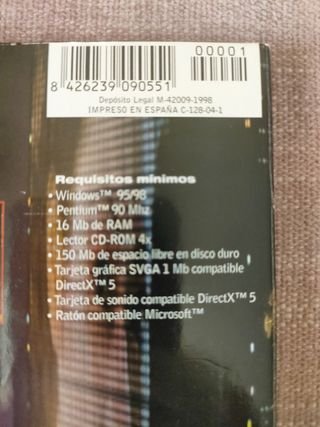 00001
8 426239 090551
Depósito Legal M-42009-1998
IMPRESO EN ESPAÑA C-128-04-1
Requisitos mínimos
• Windows™ 95/98
• Pentium™ 90 Mhz
• 16 Mb de RAM
• Lector CD-ROM 4x
• 150 Mb de espacio libre en disco duro
• Tarjeta gráfica SVGA 1 Mb compatible
DirectX™ 5
• Tarjeta de sonido compatible DirectX™ 5
• Ratón compatible Microsoft™